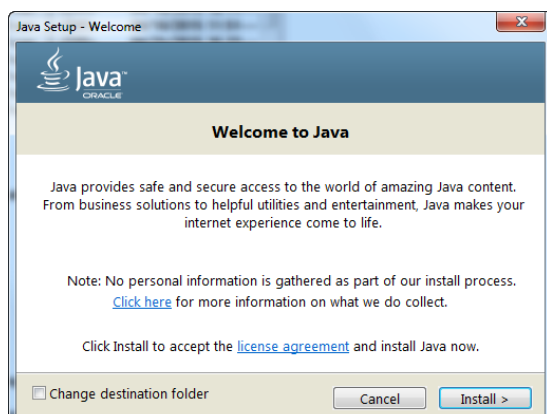 Java Setup - Welcome
Java™
ORACLE
Welcome to Java
Java provides safe and secure access to the world of amazing Java content.
From business solutions to helpful utilities and entertainment, Java makes your
internet experience come to life.
Note: No personal information is gathered as part of our install process.
Click here for more information on what we do collect.
Click Install to accept the license agreement and install Java now.
Change destination folder
Cancel
Install >